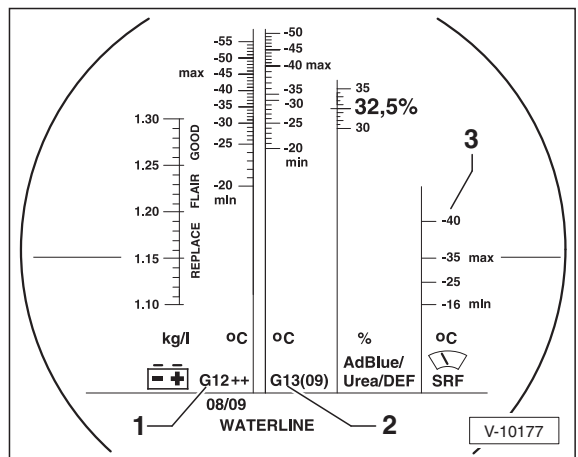 -55
-50
max -45
-40
-35
-30
-25
-20
mIn
-50
-45
-40 max
-35
-30
-25
-20
min
35
32,5%
30
3
-40
-35 max
-25
-16 mIn
1.30
1.25
1.20
1.15
1.10
GOOD
FLAIR
REPLACE
kg/l
oC
oC
%
oC
G12++
G13(09)
AdBlue/
Urea/DEF
SRF
08/09
1
2
WATERLINE
V-10177